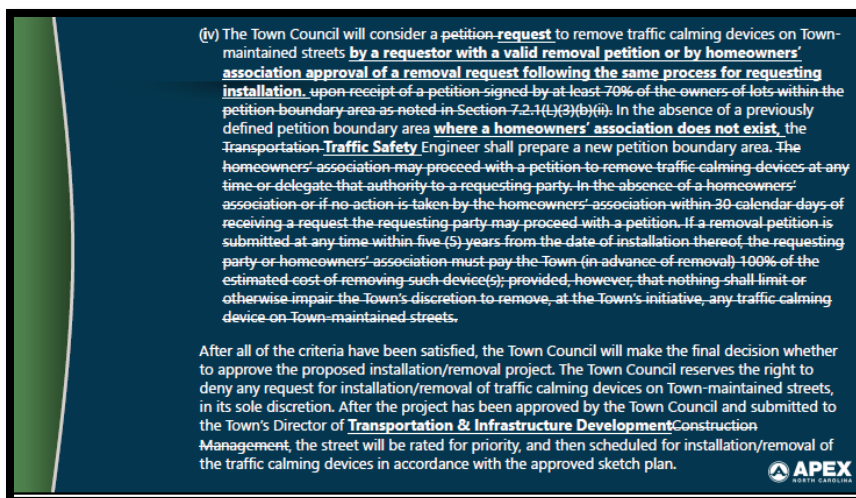 (iv) The Town Council will consider a petition request to remove traffic calming devices on Town-
maintained streets by a requestor with a valid removal petition or by homeowners'
association approval of a removal request following the same process for requesting
installation. upon receipt of a petition signed by at least 70% of the owners of lots within the
petition boundary area as noted in Section 7.2.1(L)(3)(b)(ii). In the absence of a previously
defined petition boundary area where a homeowners' association does not exist, the
Transportation Traffic Safety Engineer shall prepare a new petition boundary area. The
homeowners' association may proceed with a petition to remove traffic calming devices at any
time or delegate that authority to a requesting party. In the absence of a homeowners'
association or if no action is taken by the homeowners' association within 30 calendar days of
receiving a request the requesting party may proceed with a petition. If a removal petition is
submitted at any time within five (5) years from the date of installation thereof, the requesting
party or homeowners' association must pay the Town (in advance of removal) 100% of the
estimated cost of removing such device(s); provided, however, that nothing shall limit or
otherwise impair the Town's discretion to remove, at the Town's initiative, any traffic calming
device on Town-maintained streets.
After all of the criteria have been satisfied, the Town Council will make the final decision whether
to approve the proposed installation/removal project. The Town Council reserves the right to
deny any request for installation/removal of traffic calming devices on Town-maintained streets,
in its sole discretion. After the project has been approved by the Town Council and submitted to
the Town's Director of Transportation & Infrastructure DevelopmentConstruction
Management, the street will be rated for priority, and then scheduled for installation/removal of
the traffic calming devices in accordance with the approved sketch plan.
APEX
NORTH CAROLINA